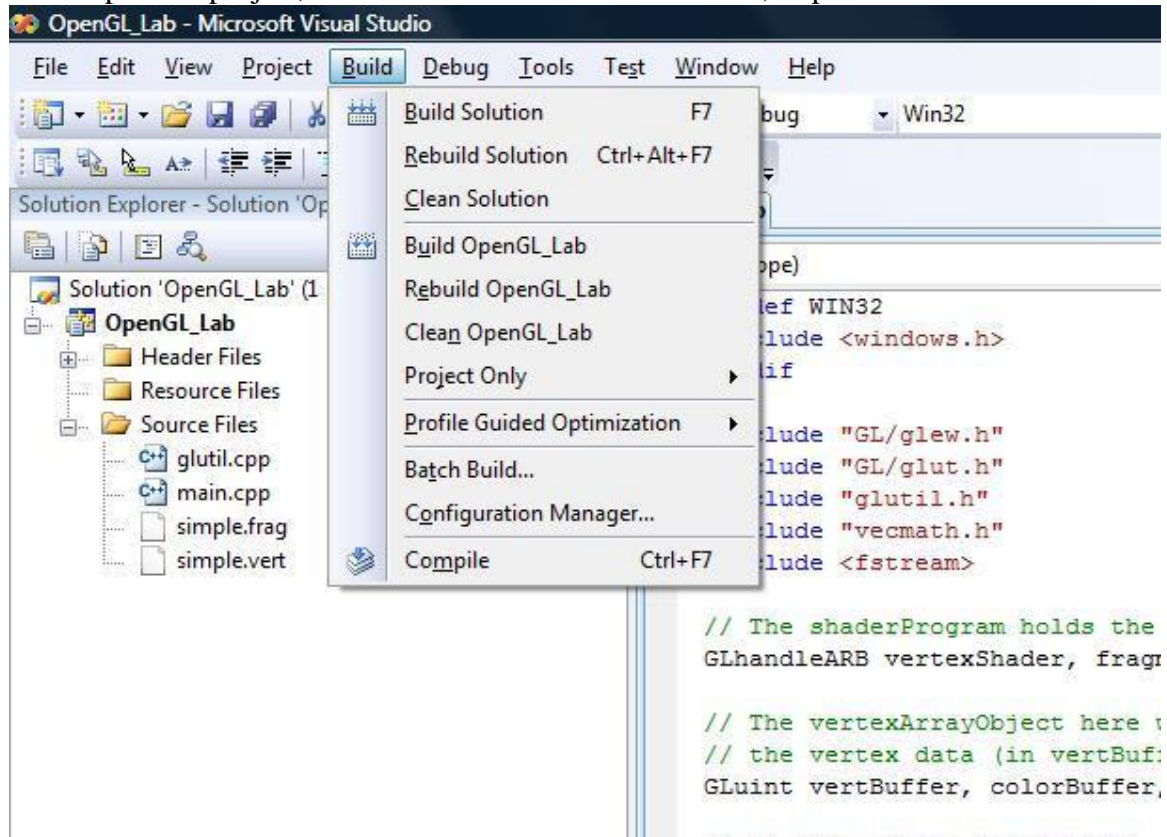 OpenGL_Lab - Microsoft Visual Studio
File Edit View Project Build Debug Tools Test Window Help
bug Win32
Solution Explorer - Solution 'Op
Solution 'OpenGL_Lab' (1
OpenGL_Lab
Header Files
Resource Files
Source Files
glutil.cpp
main.cpp
simple.frag
simple.vert
Build Solution F7
Rebuild Solution Ctrl+Alt+F7
Clean Solution
Build OpenGL_Lab
Rebuild OpenGL_Lab
Clean OpenGL_Lab
Project Only
Profile Guided Optimization
Batch Build...
Configuration Manager...
Compile Ctrl+F7
ope)
ef WIN32
lude <windows.h>
if
lude "GL/glew.h"
lude "GL/glut.h"
lude "glutil.h"
lude "vecmath.h"
lude <fstream>
// The shaderProgram holds the
GLhandleARB vertexShader, fragm
// The vertexArrayObject here w
// the vertex data (in vertBuf
GLuint vertBuffer, colorBuffer,